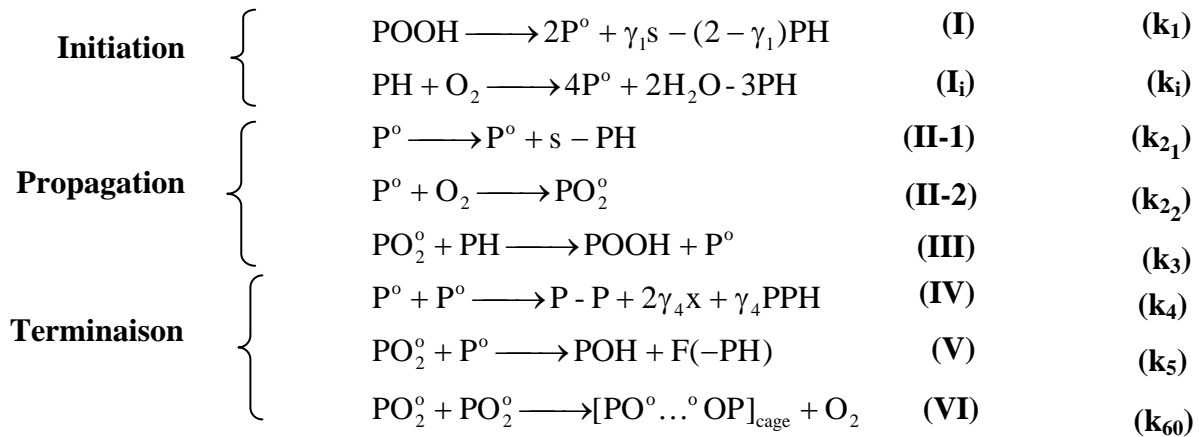 Initiation
POOH ⟶ 2P° + γ₁s − (2 − γ₁)PH (I) (k₁)
PH + O₂ ⟶ 4P° + 2H₂O - 3PH (Iᵢ) (kᵢ)
Propagation
P° ⟶ P° + s − PH (II-1) (k₂₁)
P° + O₂ ⟶ PO₂° (II-2) (k₂₂)
PO₂° + PH ⟶ POOH + P° (III) (k₃)
Terminaison
P° + P° ⟶ P - P + 2γ₄x + γ₄PPH (IV) (k₄)
PO₂° + P° ⟶ POH + F(−PH) (V) (k₅)
PO₂° + PO₂° ⟶ [PO°…°OP]cage + O₂ (VI) (k₆₀)